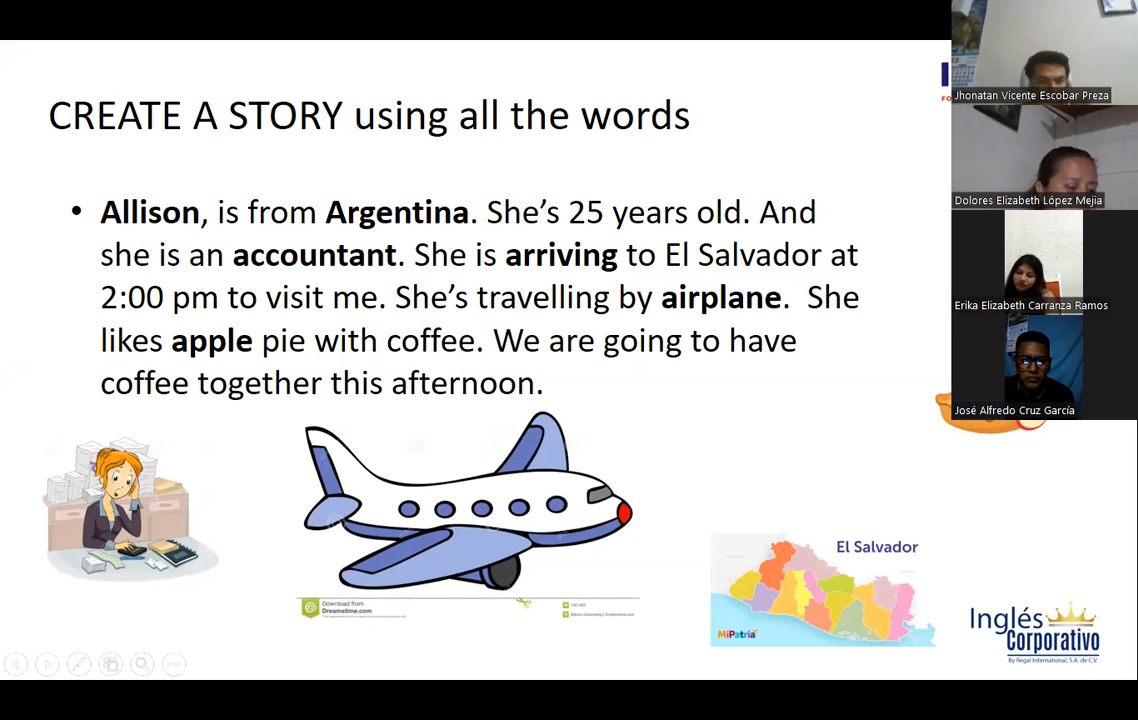 CREATE A STORY using all the words
• Allison, is from Argentina. She's 25 years old. And
she is an accountant. She is arriving to El Salvador at
2:00 pm to visit me. She's travelling by airplane.  She
likes apple pie with coffee. We are going to have
coffee together this afternoon.
Download from
Dreamstime.com
El Salvador
MiPatria
Inglés
Corporativo
By Regal International, S.A. de C.V.
Jhonatan Vicente Escobar Preza
Dolores Elizabeth López Mejia
Erika Elizabeth Carranza Ramos
José Alfredo Cruz García